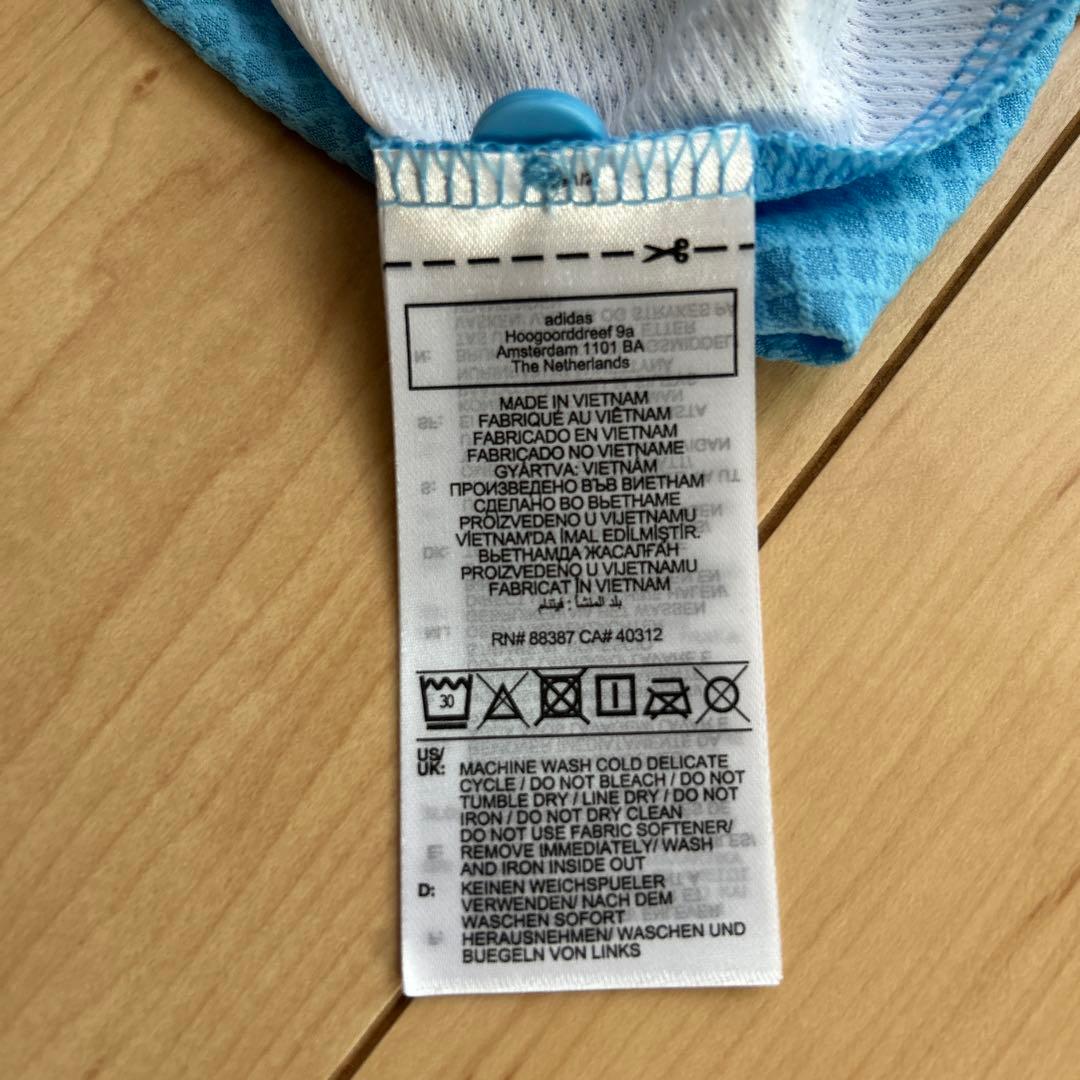 adidas
Hoogoorddreef 9a
Amsterdam 1101 BA
The Netherlands
MADE IN VIETNAM
FABRIQUÉ AU VIÊTNAM
FABRICADO EN VIETNAM
FABRICADO NO VIETNAME
GYÁRTVA: VIETNÁM
ПРОИЗВЕДЕНО ВЪВ ВИЕТНАМ
СДЕЛАНО ВО ВЬЕТНАМЕ
PROIZVEDENO U VIJETNAMU
VİETNAM'DA İMAL EDİLMİŞTİR.
ВЬЕТНАМДА ЖАСАЛҒАН
PROIZVEDENO U VIJETNAMU
FABRICAT ÎN VIETNAM
بلد المنشأ : فيتنام
RN# 88387 CA# 40312
30
US/
UK: MACHINE WASH COLD DELICATE
CYCLE / DO NOT BLEACH / DO NOT
TUMBLE DRY / LINE DRY / DO NOT
IRON / DO NOT DRY CLEAN
DO NOT USE FABRIC SOFTENER/
REMOVE IMMEDIATELY/ WASH
AND IRON INSIDE OUT
D: KEINEN WEICHSPUELER
VERWENDEN/ NACH DEM
WASCHEN SOFORT
HERAUSNEHMEN/ WASCHEN UND
BUEGELN VON LINKS